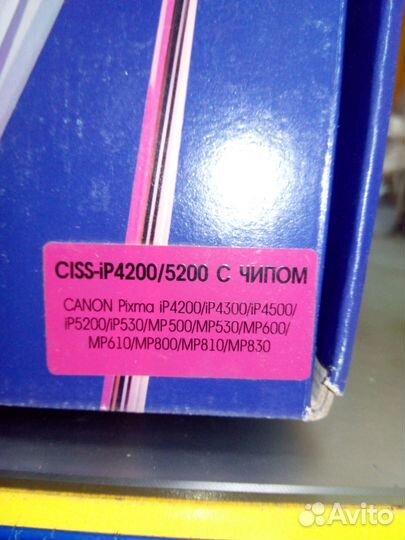 CISS-iP4200/5200 С ЧИПОМ
CANON Pixma iP4200/iP4300/iP4500/
iP5200/iP530/MP500/MP530/MP600/
MP610/MP800/MP810/MP830
Avito